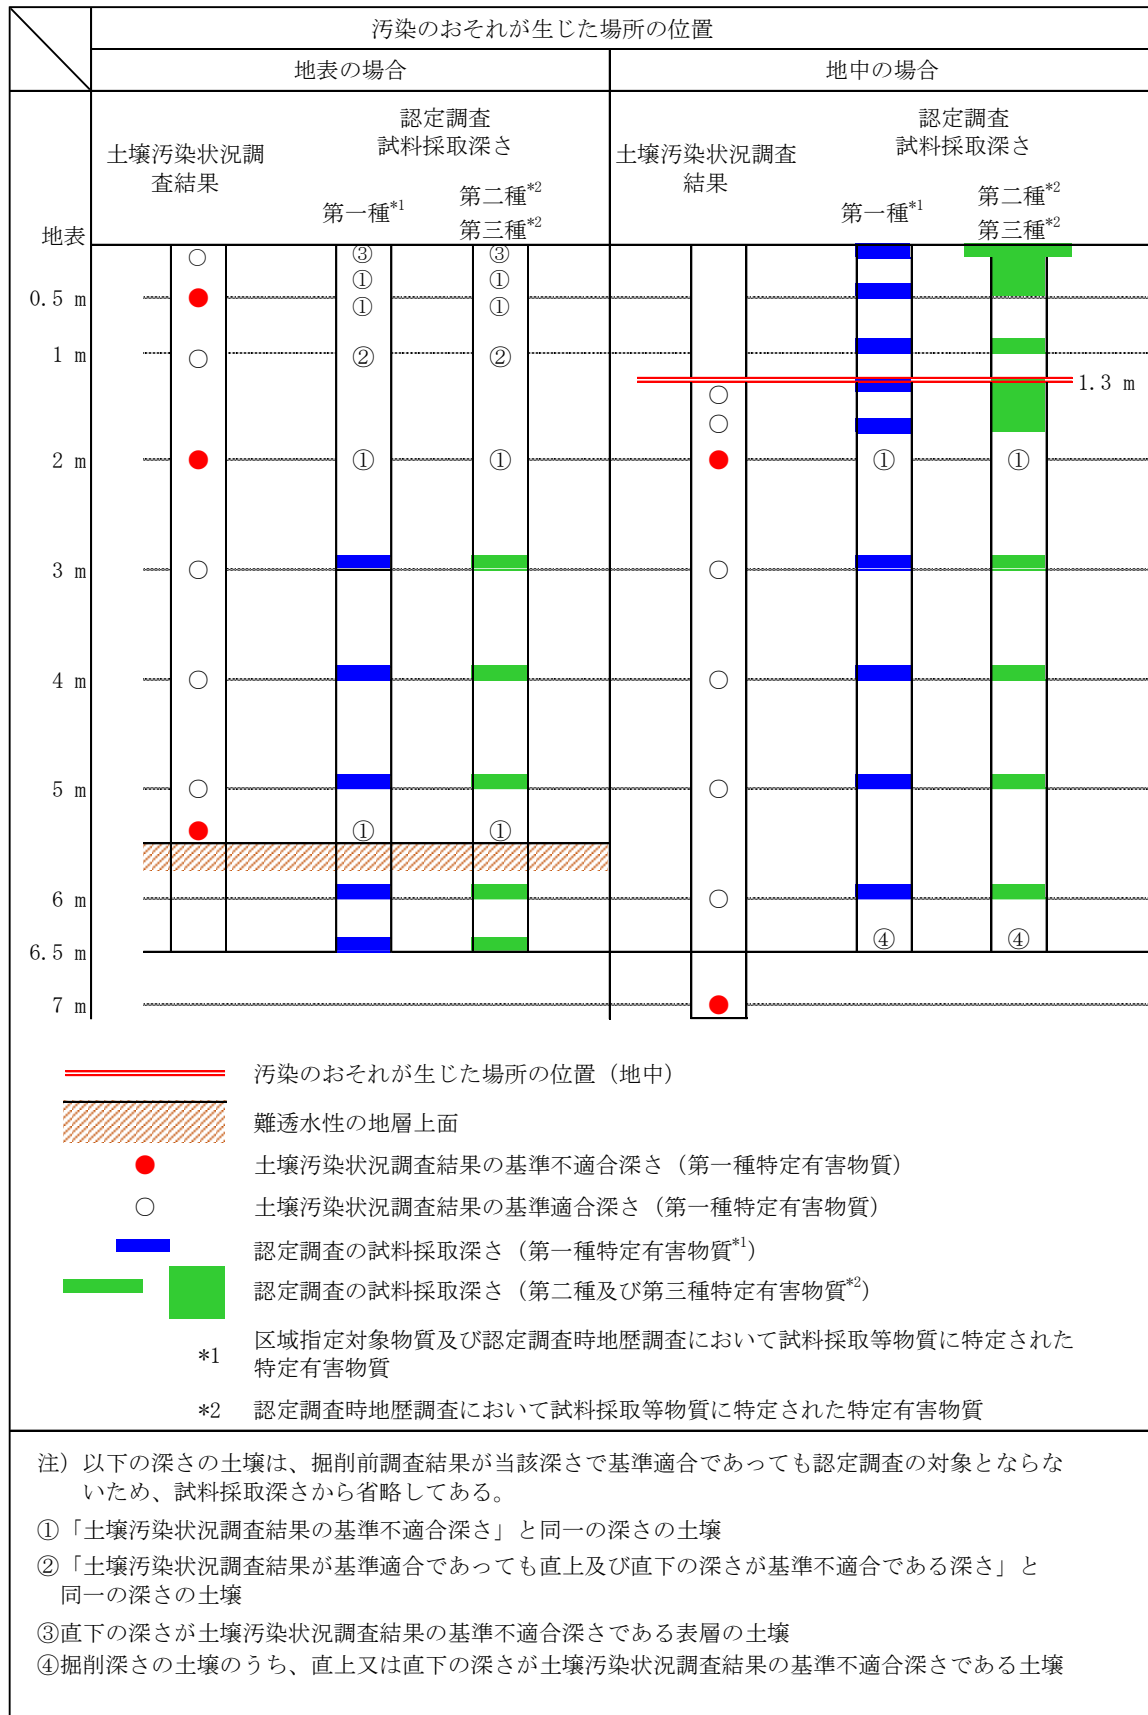 汚染のおそれが生じた場所の位置
地表の場合
地中の場合
土壌汚染状況調
査結果
認定調査
試料採取深さ
第一種*1
第二種*2
第三種*2
土壌汚染状況調査
結果
認定調査
試料採取深さ
第一種*1
第二種*2
第三種*2
地表
③ ③
① ①
0.5 m
① ①
1 m ② ②
1.3 m
2 m ① ① ① ①
3 m
4 m
5 m
① ①
6 m
④ ④
6.5 m
7 m
汚染のおそれが生じた場所の位置（地中）
難透水性の地層上面
土壌汚染状況調査結果の基準不適合深さ（第一種特定有害物質）
土壌汚染状況調査結果の基準適合深さ（第一種特定有害物質）
認定調査の試料採取深さ（第一種特定有害物質*1）
認定調査の試料採取深さ（第二種及び第三種特定有害物質*2）
*1 区域指定対象物質及び認定調査時地歴調査において試料採取等物質に特定された
特定有害物質
*2 認定調査時地歴調査において試料採取等物質に特定された特定有害物質
注）以下の深さの土壌は、掘削前調査結果が当該深さで基準適合であっても認定調査の対象とならな
いため、試料採取深さから省略してある。
①「土壌汚染状況調査結果の基準不適合深さ」と同一の深さの土壌
②「土壌汚染状況調査結果が基準適合であっても直上及び直下の深さが基準不適合である深さ」と
同一の深さの土壌
③直下の深さが土壌汚染状況調査結果の基準不適合深さである表層の土壌
④掘削深さの土壌のうち、直上又は直下の深さが土壌汚染状況調査結果の基準不適合深さである土壌